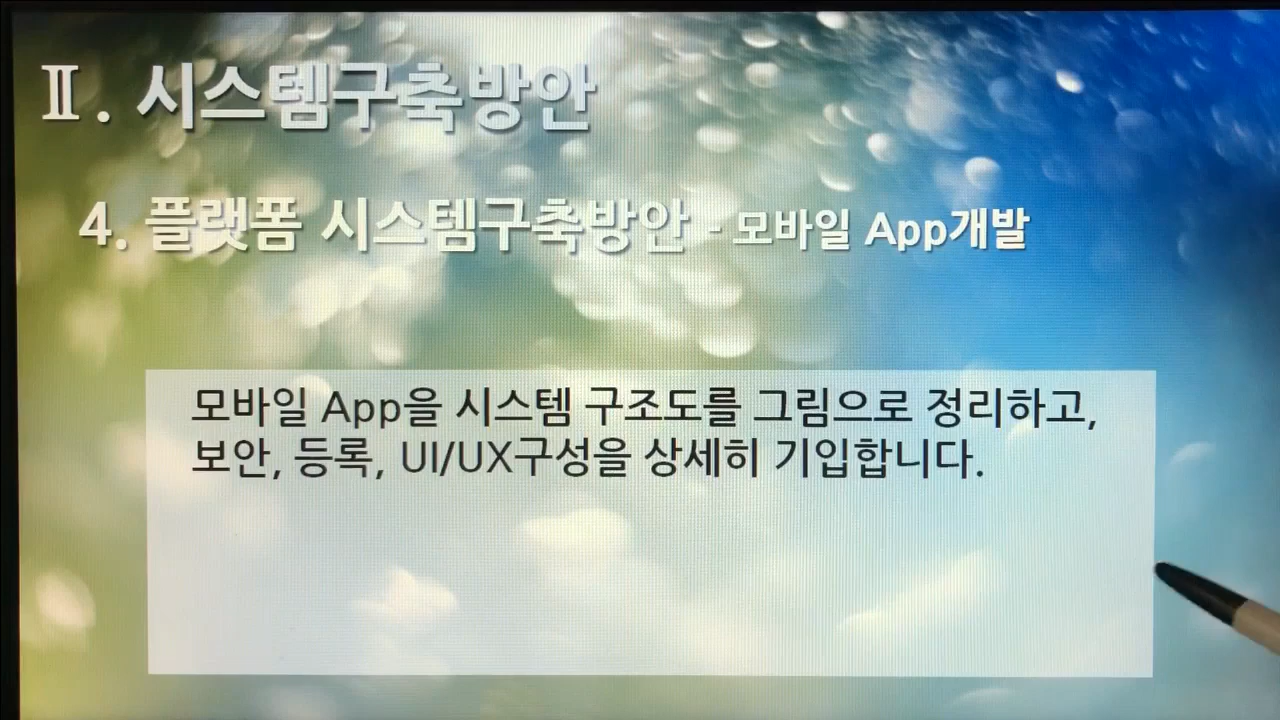 Ⅱ. 시스템구축방안
4. 플랫폼 시스템구축방안 - 모바일 App개발
모바일 App을 시스템 구조도를 그림으로 정리하고,
보안, 등록, UI/UX구성을 상세히 기입합니다.